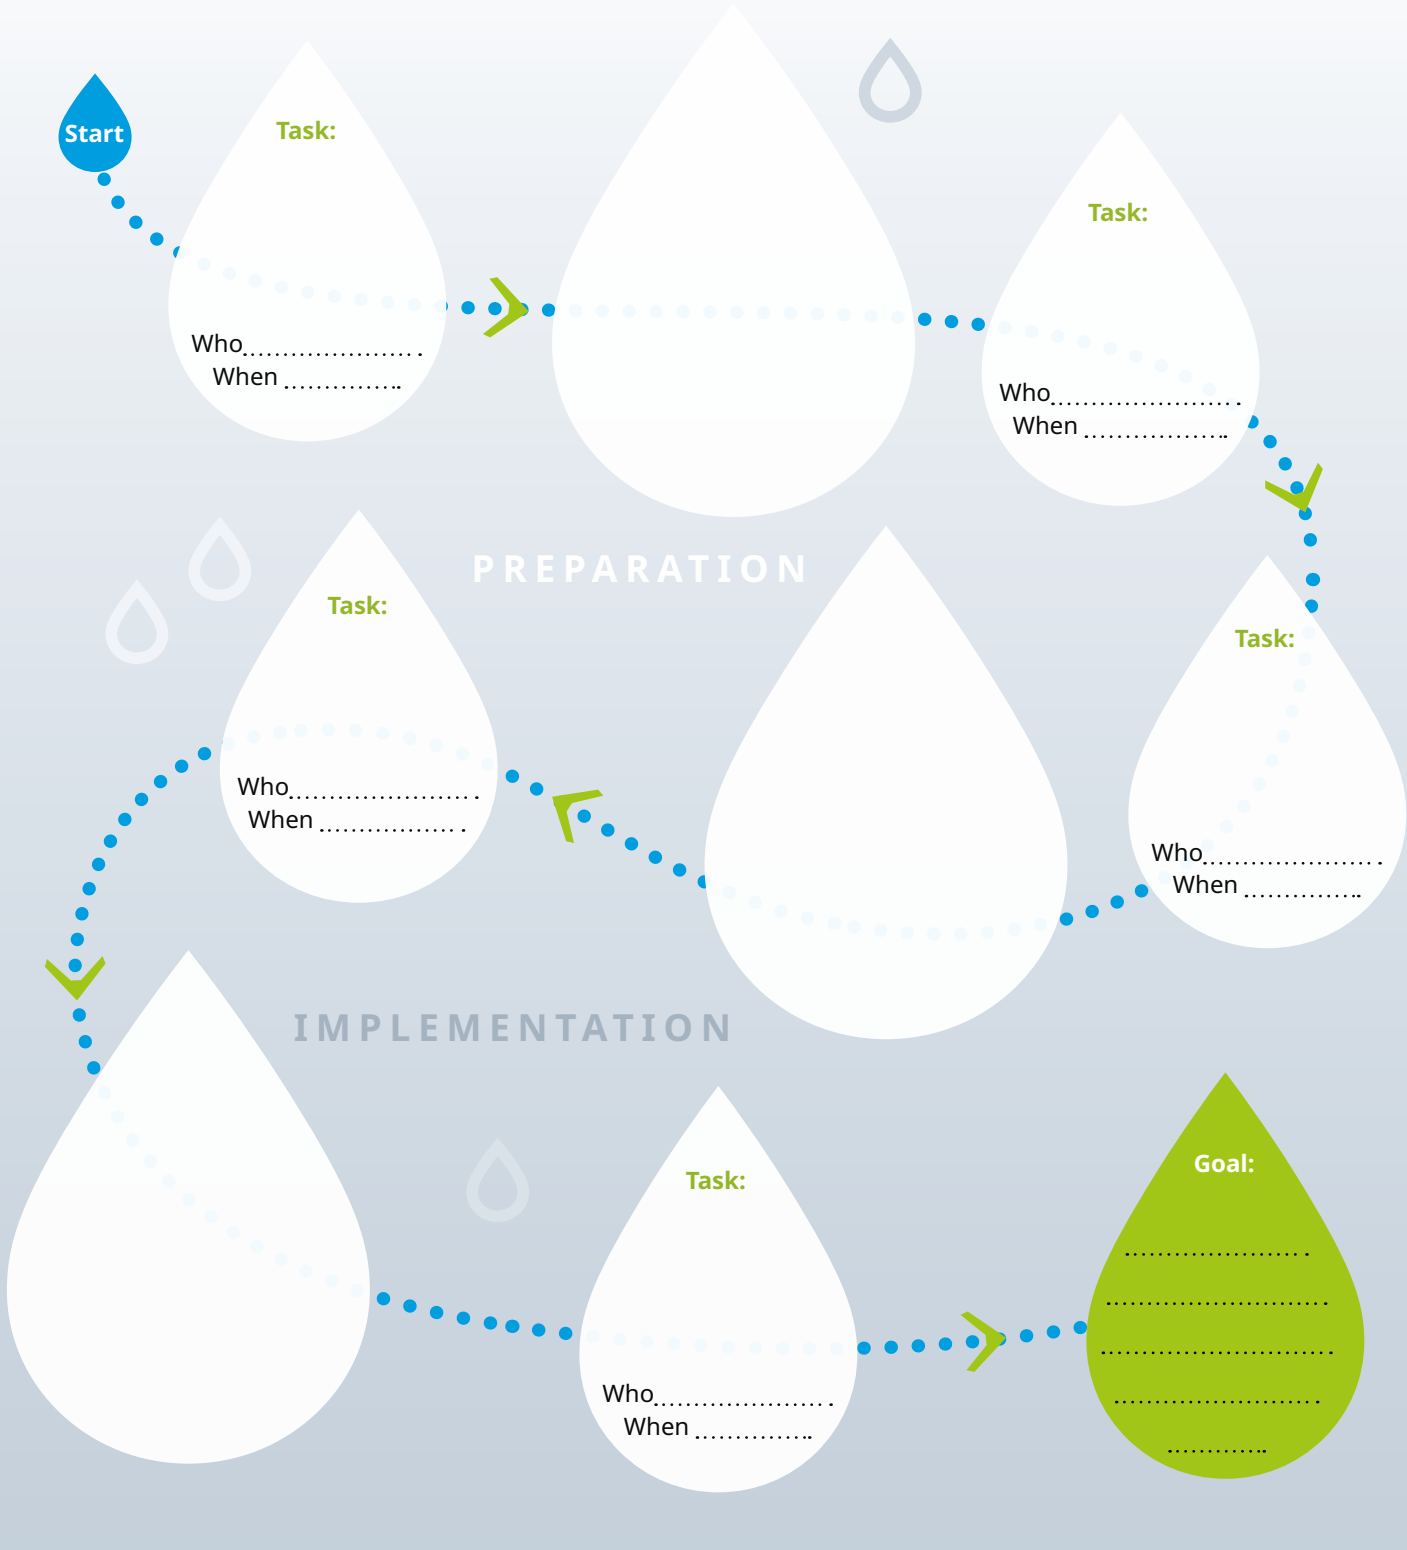 Start
Task:
Who..................... .
When ..............
Task:
Who...................... .
When ..................
PREPARATION
Task:
Who...................... .
When ................. .
Task:
Who..................... .
When ...............
IMPLEMENTATION
Task:
Who..................... .
When ...............
Goal:
...................... .
........................... .
............................ .
......................... .
.............